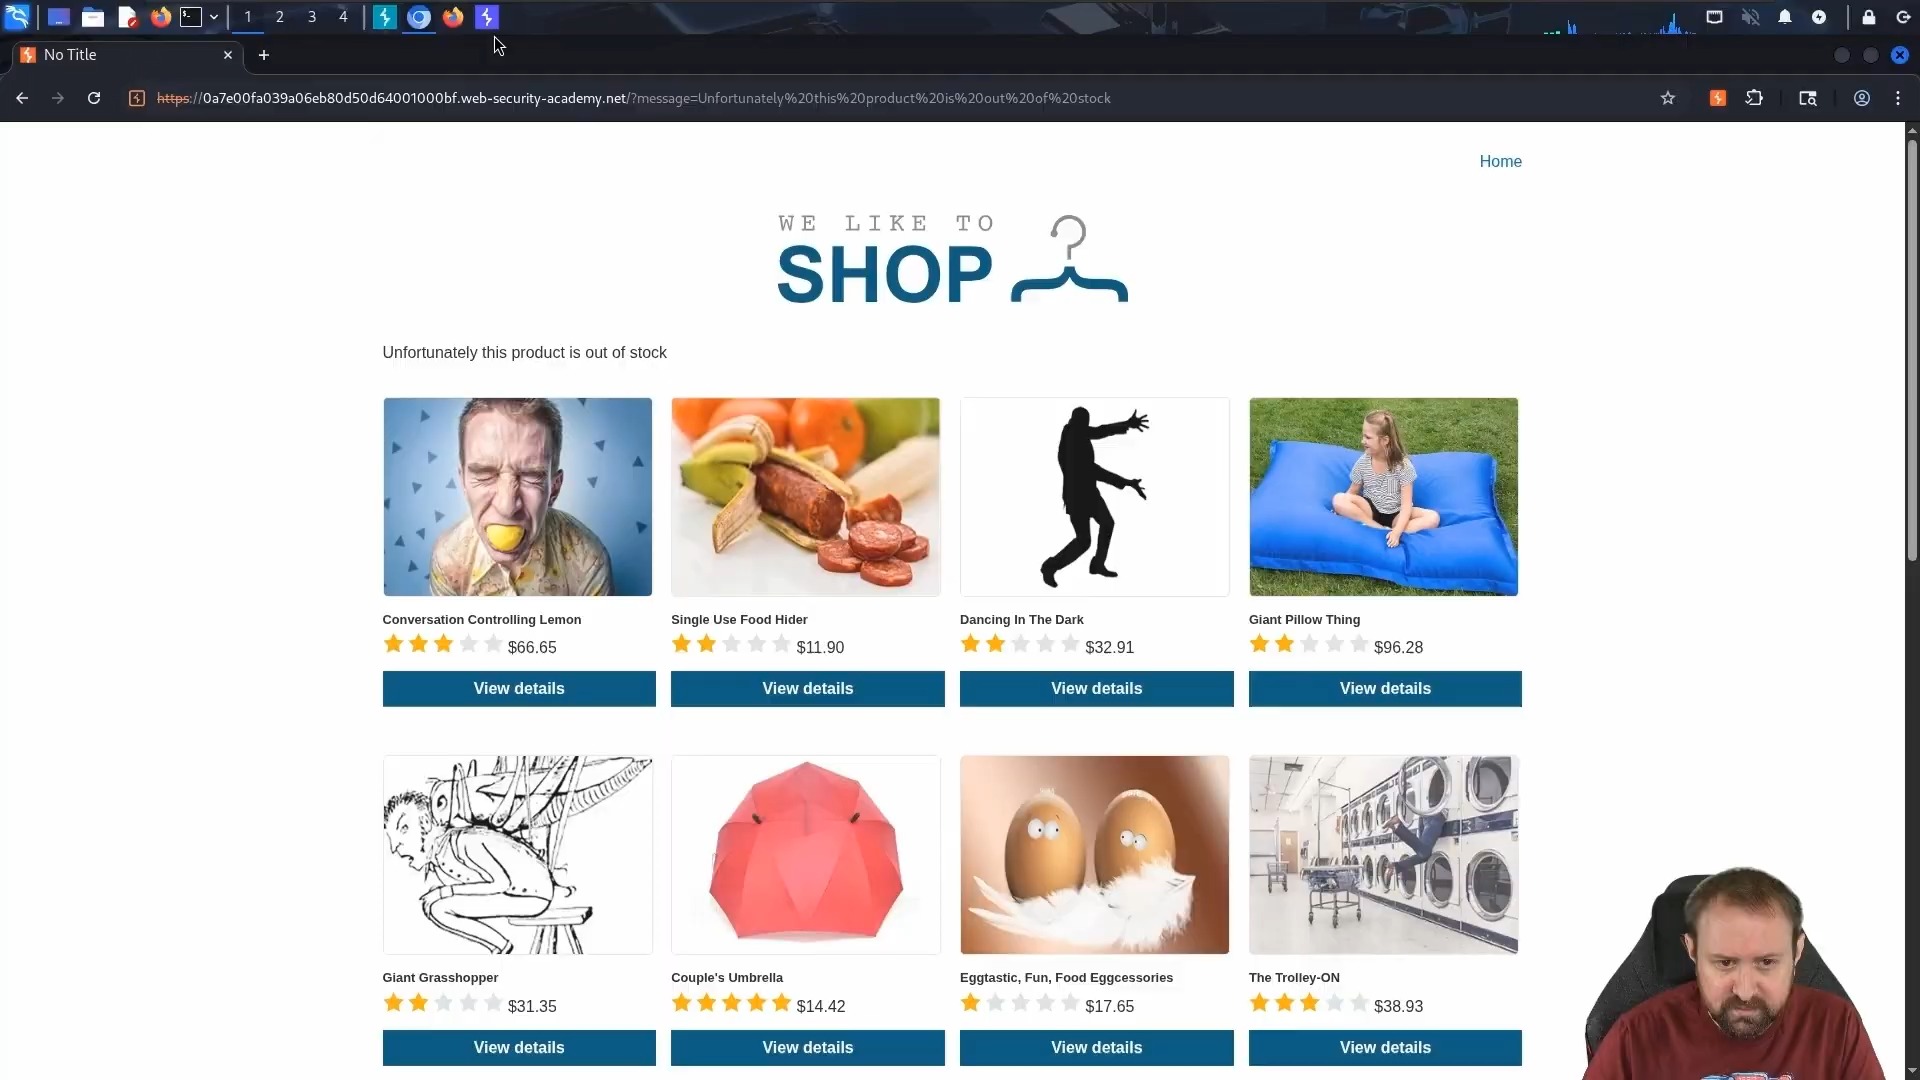 1 2 3 4
No Title
https://0a7e00fa039a06eb80d50d64001000bf.web-security-academy.net/?message=Unfortunately%20this%20product%20is%20out%20of%20stock
Home
WE LIKE TO
SHOP
Unfortunately this product is out of stock
Conversation Controlling Lemon
$66.65
View details
Single Use Food Hider
$11.90
View details
Dancing In The Dark
$32.91
View details
Giant Pillow Thing
$96.28
View details
Giant Grasshopper
$31.35
View details
Couple's Umbrella
$14.42
View details
Eggtastic, Fun, Food Eggcessories
$17.65
View details
The Trolley-ON
$38.93
View details